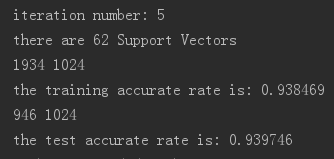 iteration number: 5
there are 62 Support Vectors
1934 1024
the training accurate rate is: 0.938469
946 1024
the test accurate rate is: 0.939746